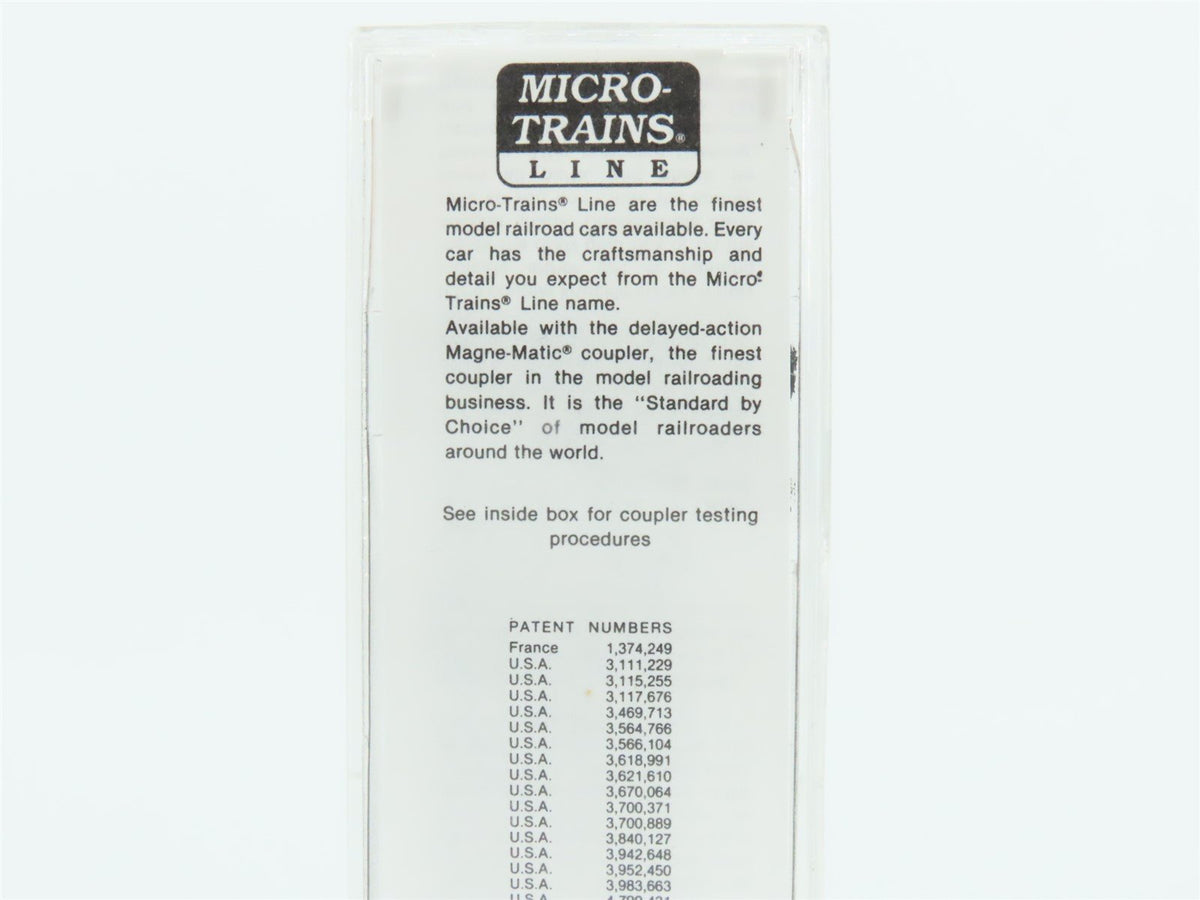 MICRO-
TRAINS®
LINE
Micro-Trains® Line are the finest
model railroad cars available. Every
car has the craftsmanship and
detail you expect from the Micro-
Trains® Line name.
Available with the delayed-action
Magne-Matic® coupler, the finest
coupler in the model railroading
business. It is the "Standard by
Choice" of model railroaders
around the world.
See inside box for coupler testing
procedures
PATENT NUMBERS
France 1,374,249
U.S.A. 3,111,229
U.S.A. 3,115,255
U.S.A. 3,117,676
U.S.A. 3,469,713
U.S.A. 3,564,766
U.S.A. 3,566,104
U.S.A. 3,618,991
U.S.A. 3,621,610
U.S.A. 3,670,064
U.S.A. 3,700,371
U.S.A. 3,700,889
U.S.A. 3,840,127
U.S.A. 3,942,648
U.S.A. 3,952,450
U.S.A. 3,983,663
U.S.A.